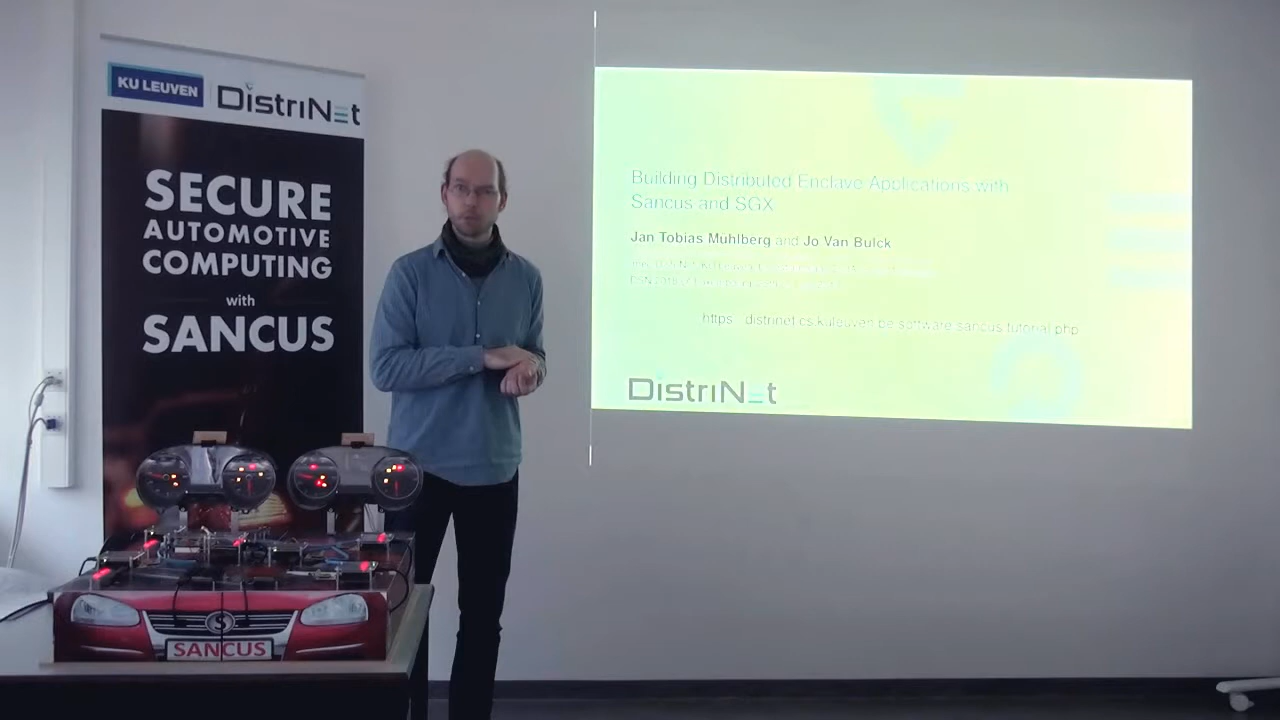 KU LEUVEN
DistriNet
SECURE
AUTOMOTIVE
COMPUTING
with
SANCUS
Building Distributed Enclave Applications with
Sancus and SGX
Jan Tobias Muhlberg and Jo Van Bulck
https distrinet.cs.kuleuven.be software sancus tutorial.php
DistriNet
S
SANCUS